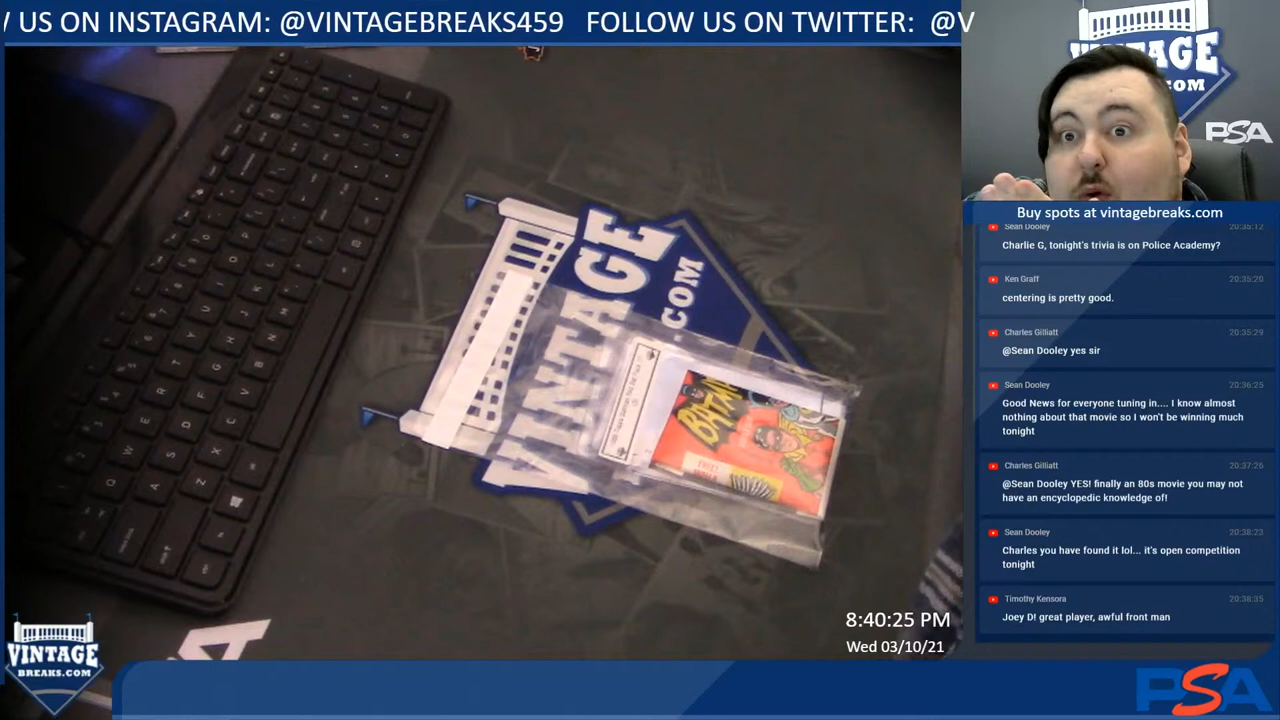 V US ON INSTAGRAM: @VINTAGEBREAKS459 FOLLOW US ON TWITTER: @V
VINTAGE
.COM
PSA
Buy spots at vintagebreaks.com
Sean Dooley 20:35:12
Charlie G, tonight's trivia is on Police Academy?
Ken Graff 20:35:20
centering is pretty good.
Charles Gilliatt 20:35:29
@Sean Dooley yes sir
Sean Dooley 20:36:25
Good News for everyone tuning in.... I know almost
nothing about that movie so I won't be winning much
tonight
Charles Gilliatt 20:37:26
@Sean Dooley YES! finally an 80s movie you may not
have an encyclopedic knowledge of!
Sean Dooley 20:38:23
Charles you have found it lol... it's open competition
tonight
Timothy Kensora 20:38:35
Joey D! great player, awful front man
VINTAGE
.COM
BATM
8:40:25 PM
Wed 03/10/21
VINTAGE
BREAKS.COM
PSA